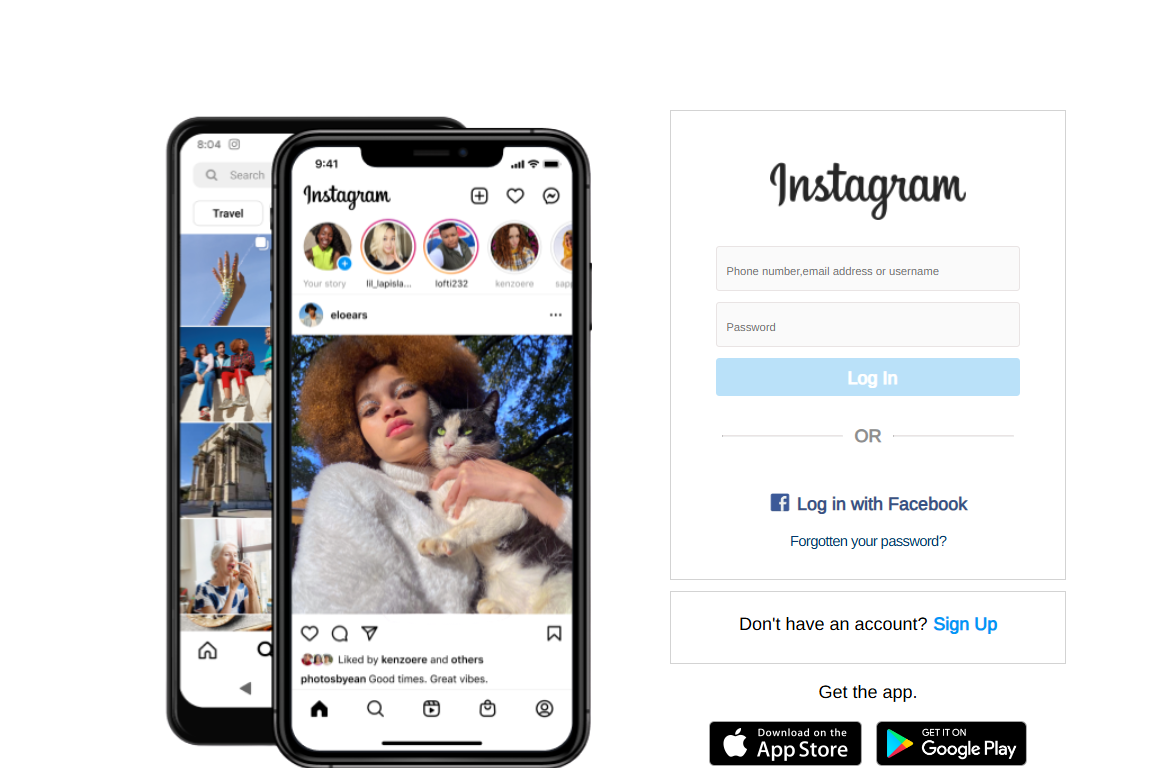 8:04
Search
Travel
9:41
Instagram
Your story
lil_lapisla...
lofti232
kenzoere
sapp
eloears
Liked by kenzoere and others
photosbyean Good times. Great vibes.
Instagram
Phone number,email address or username
Password
Log In
OR
Log in with Facebook
Forgotten your password?
Don't have an account? Sign Up
Get the app.
Download on the
App Store
GET IT ON
Google Play